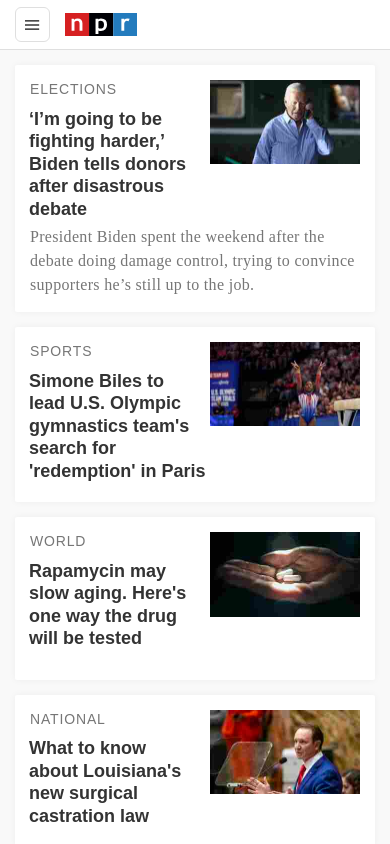 npr
ELECTIONS
‘I’m going to be
fighting harder,’
Biden tells donors
after disastrous
debate
President Biden spent the weekend after the
debate doing damage control, trying to convince
supporters he’s still up to the job.
SPORTS
Simone Biles to
lead U.S. Olympic
gymnastics team's
search for
'redemption' in Paris
WORLD
Rapamycin may
slow aging. Here's
one way the drug
will be tested
NATIONAL
What to know
about Louisiana's
new surgical
castration law